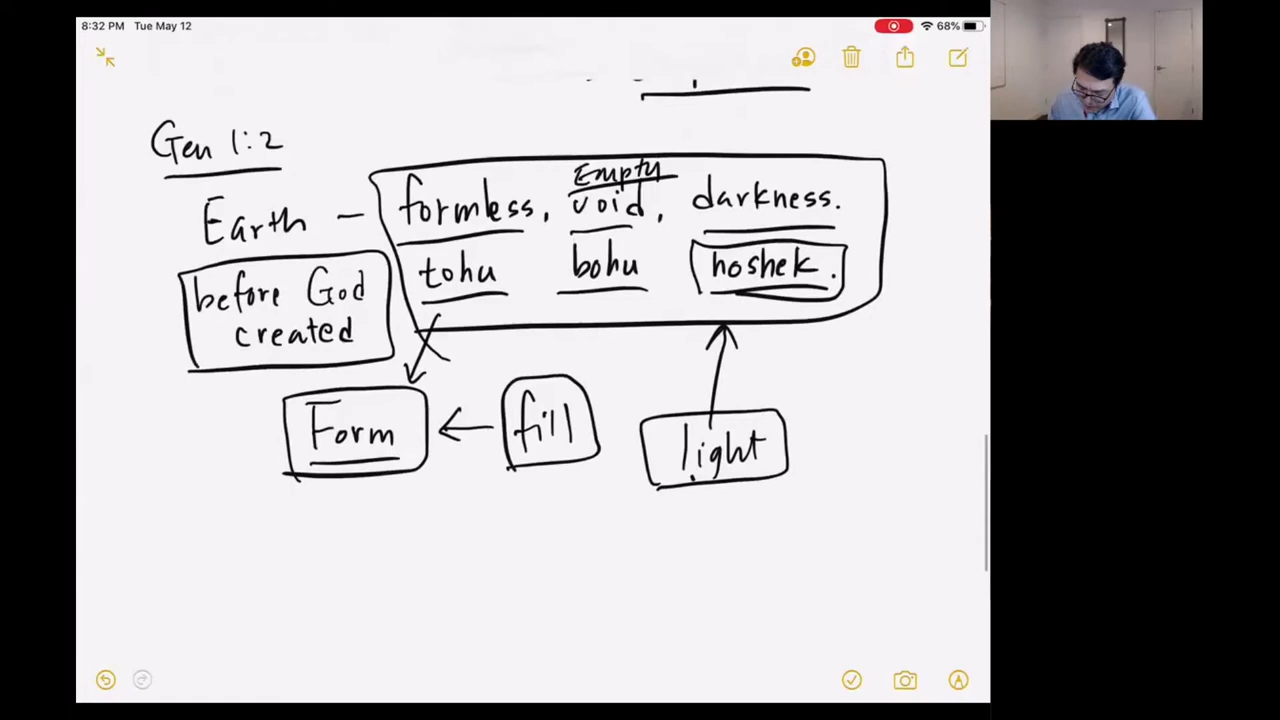 8:32 PM Tue May 12
68%
Gen 1:2
Empty
Earth - formless, void, darkness.
tohu bohu hoshek.
before God
created
Form ← fill light